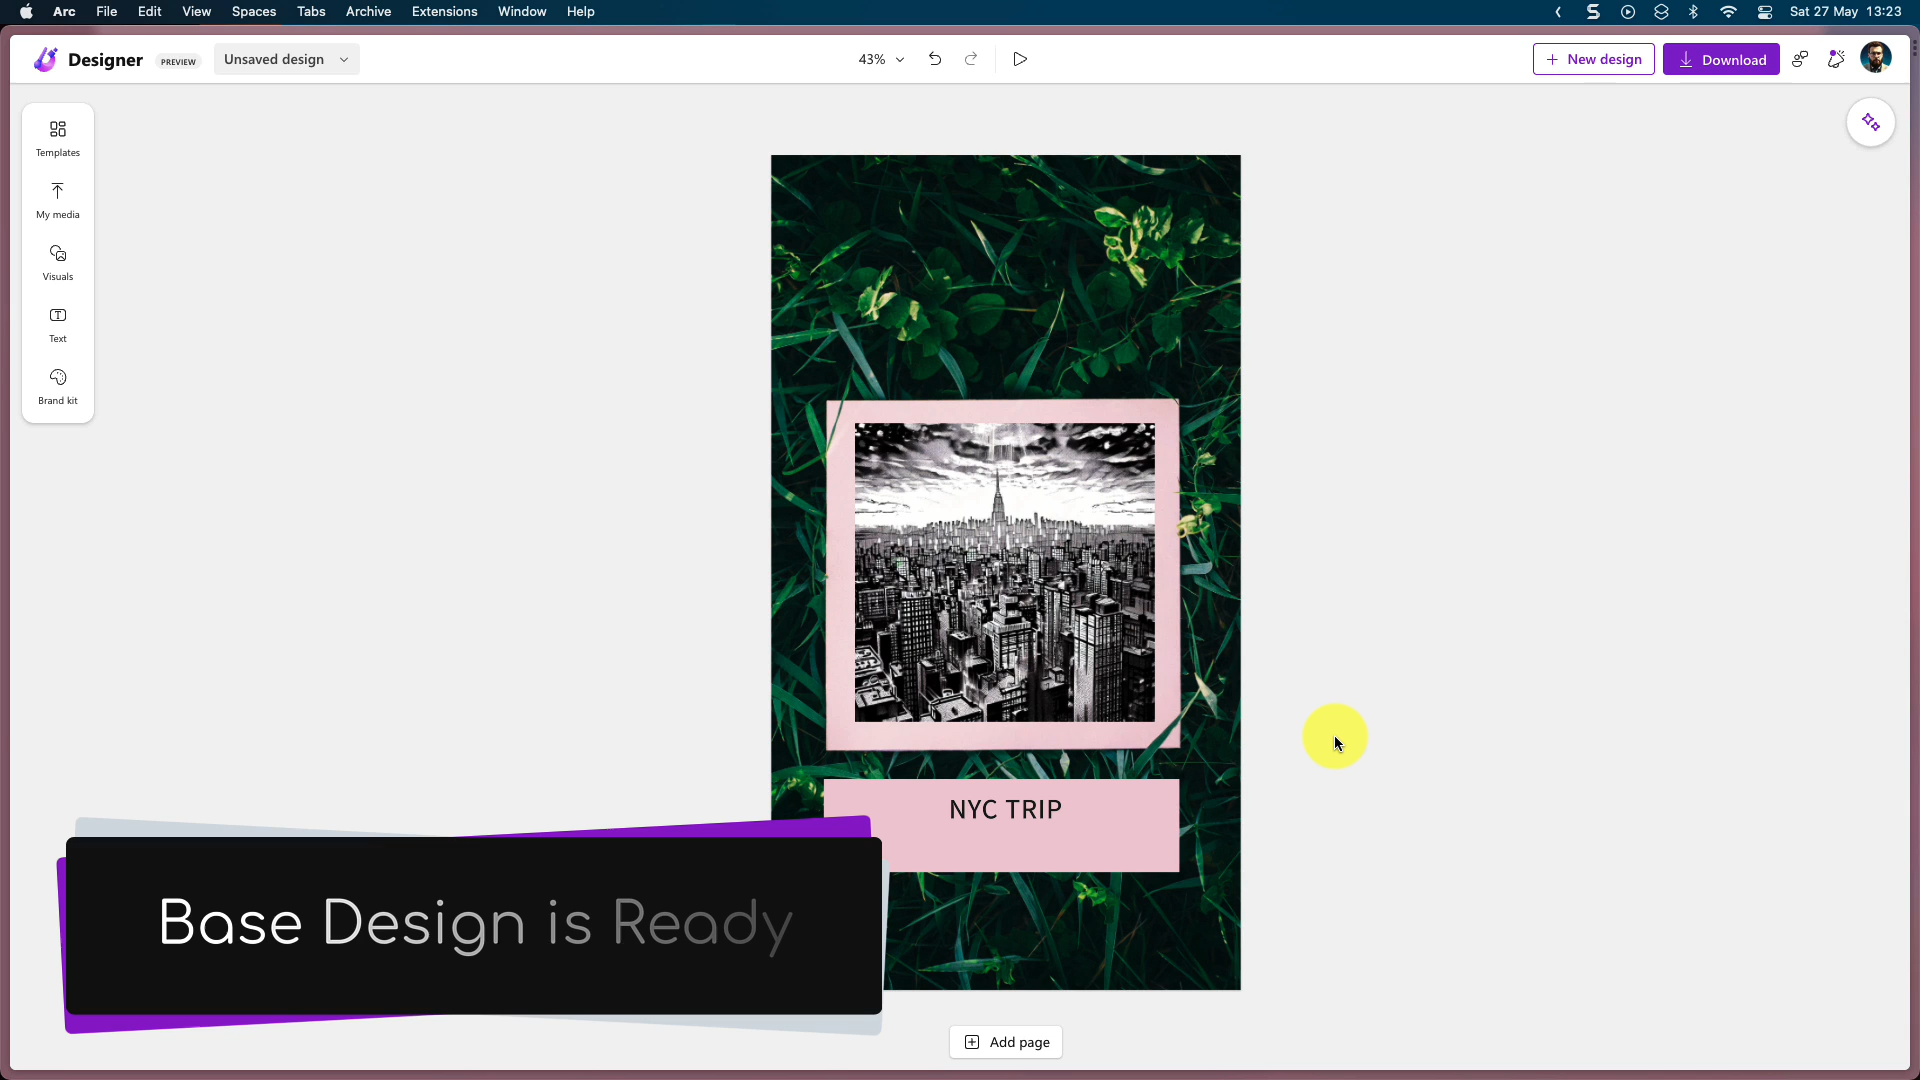 Arc File Edit View Spaces Tabs Archive Extensions Window Help Sat 27 May 13:23
Designer PREVIEW Unsaved design 43% New design Download
Templates
My media
Visuals
Text
Brand kit
NYC TRIP
Base Design is Ready
Add page